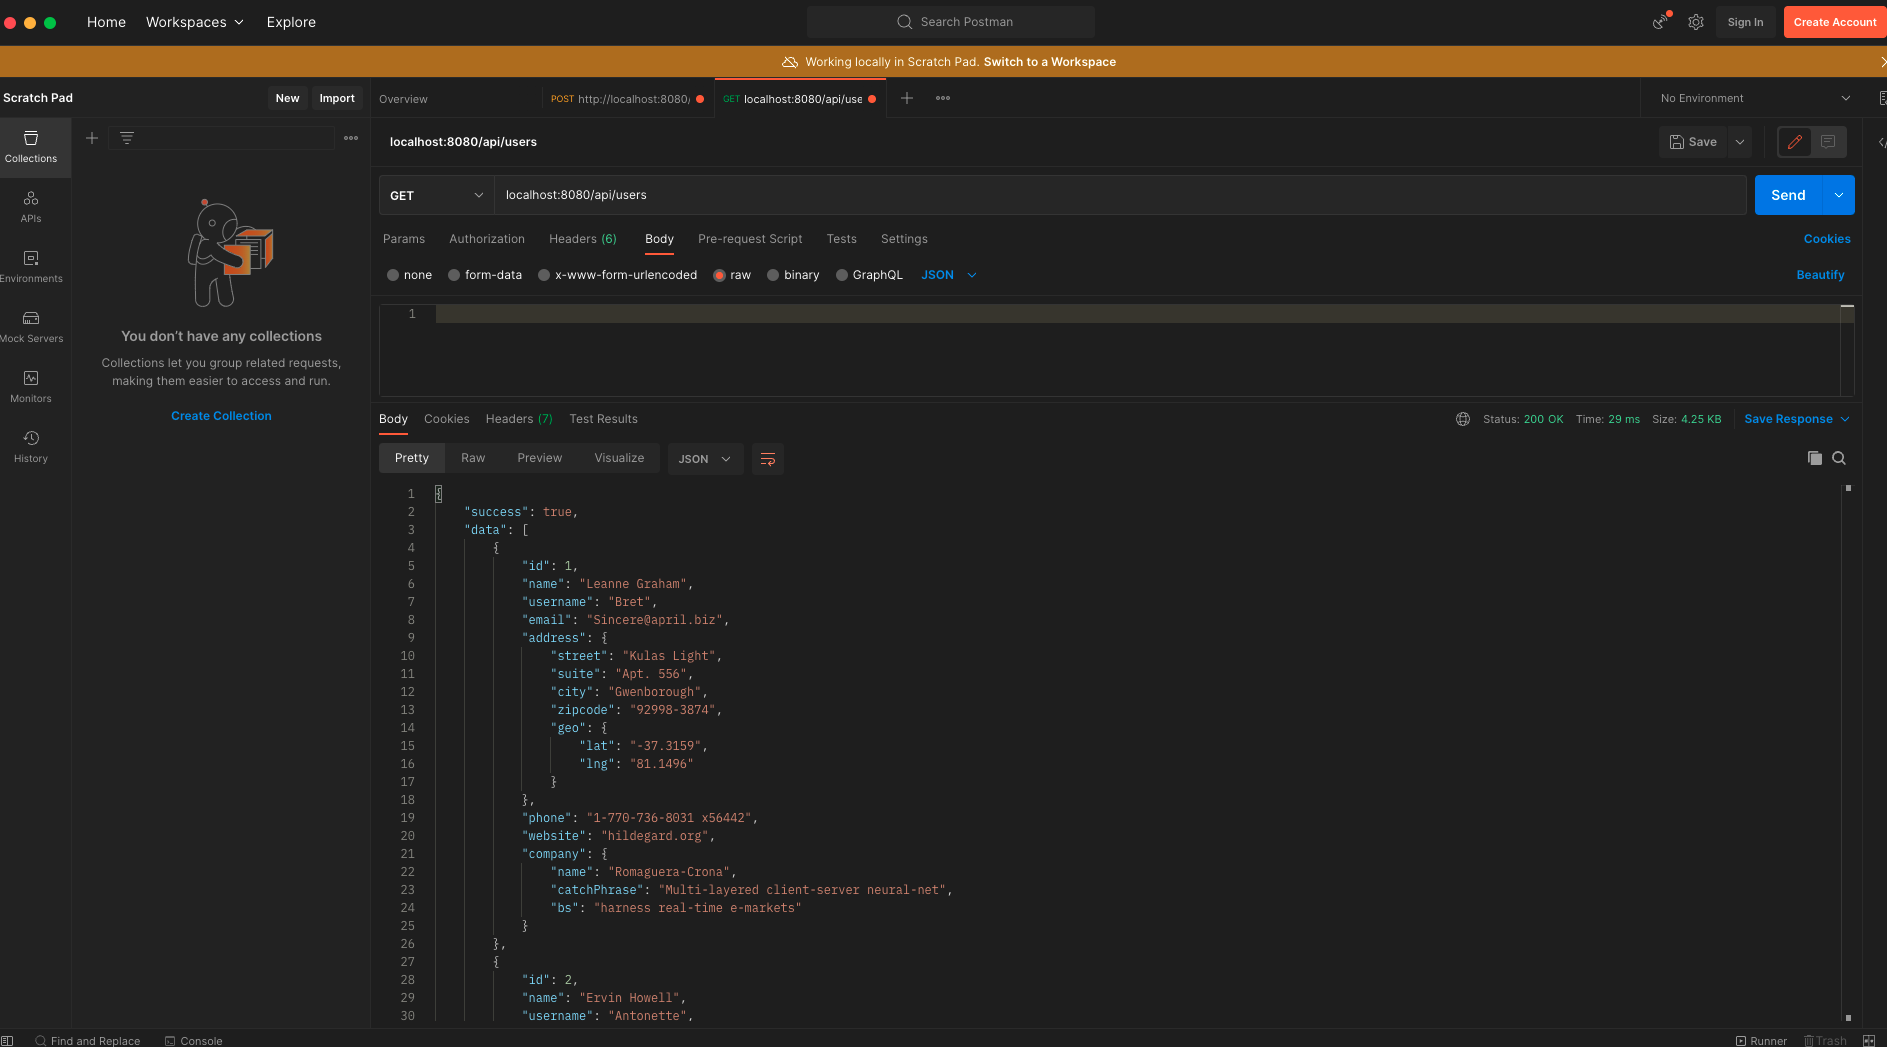 Home Workspaces Explore Search Postman Sign In Create Account
Working locally in Scratch Pad. Switch to a Workspace
Scratch Pad New Import Overview POST http://localhost:8080/ GET localhost:8080/api/use No Environment
Collections
APIs
Environments
Mock Servers
Monitors
History
You don’t have any collections
Collections let you group related requests,
making them easier to access and run.
Create Collection
localhost:8080/api/users Save
GET localhost:8080/api/users Send
Params Authorization Headers (6) Body Pre-request Script Tests Settings Cookies
none form-data x-www-form-urlencoded raw binary GraphQL JSON Beautify
1
Body Cookies Headers (7) Test Results Status: 200 OK Time: 29 ms Size: 4.25 KB Save Response
Pretty Raw Preview Visualize JSON
1 {
2 "success": true,
3 "data": [
4 {
5 "id": 1,
6 "name": "Leanne Graham",
7 "username": "Bret",
8 "email": "Sincere@april.biz",
9 "address": {
10 "street": "Kulas Light",
11 "suite": "Apt. 556",
12 "city": "Gwenborough",
13 "zipcode": "92998-3874",
14 "geo": {
15 "lat": "-37.3159",
16 "lng": "81.1496"
17 }
18 },
19 "phone": "1-770-736-8031 x56442",
20 "website": "hildegard.org",
21 "company": {
22 "name": "Romaguera-Crona",
23 "catchPhrase": "Multi-layered client-server neural-net",
24 "bs": "harness real-time e-markets"
25 }
26 },
27 {
28 "id": 2,
29 "name": "Ervin Howell",
30 "username": "Antonette",
Find and Replace Console Runner Trash